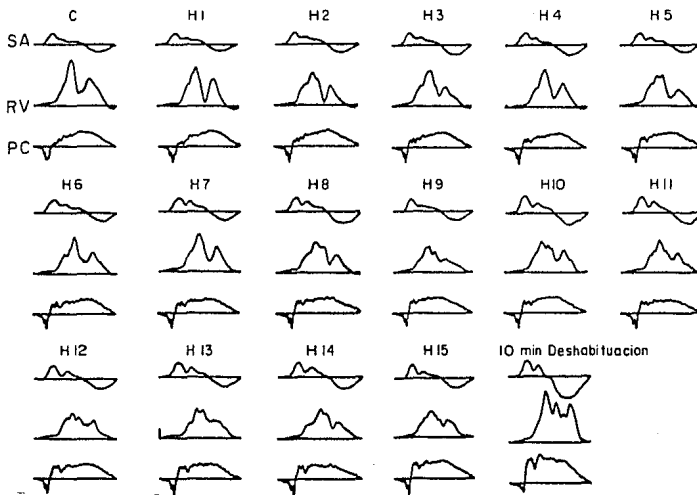 C H1 H2 H3 H4 H5
SA
RV
PC
H6 H7 H8 H9 H10 H11
H12 H13 H14 H15 10 min Deshabituacion